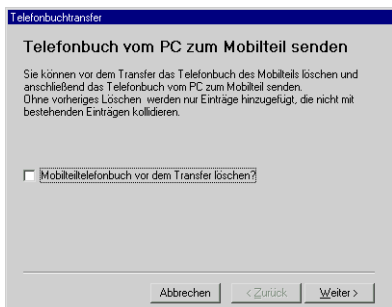 Telefonbuchtransfer
Telefonbuch vom PC zum Mobilteil senden
Sie können vor dem Transfer das Telefonbuch des Mobilteils löschen und
anschließend das Telefonbuch vom PC zum Mobilteil senden.
Ohne vorheriges Löschen werden nur Einträge hinzugefügt, die nicht mit
bestehenden Einträgen kollidieren.
Mobilteiltelefonbuch vor dem Transfer löschen?
Abbrechen < Zurück Weiter >